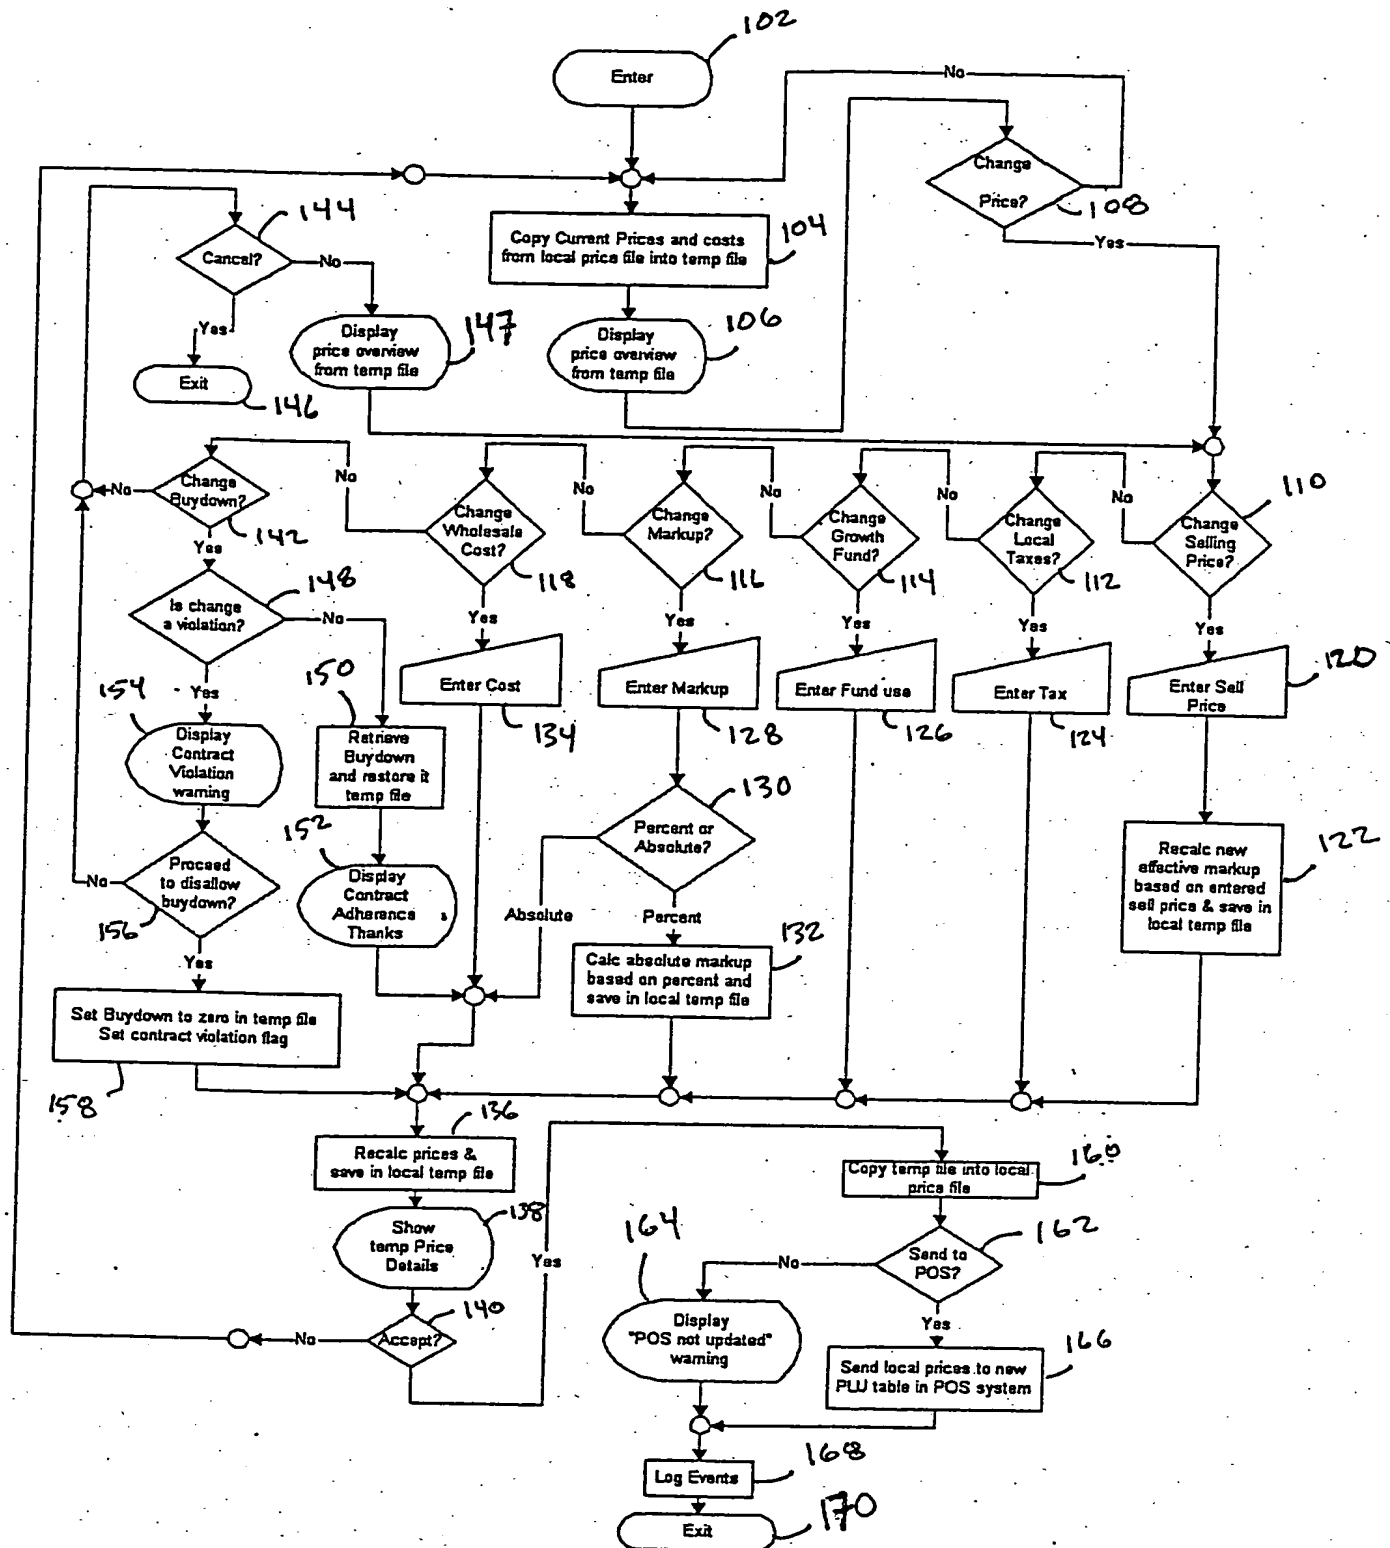 102
Enter
No
Change
Price?
108
Yes
144
Cancel?
No
Yes
Exit
146
Copy Current Prices and costs
from local price file into temp file
104
Display
price overview
from temp file
147
Display
price overview
from temp file
106
Change
Buydown?
142
No
Yes
No
Change
Wholesale
Cost?
118
Yes
No
Change
Markup?
116
Yes
No
Change
Growth
Fund?
114
Yes
No
Change
Local
Taxes?
112
Yes
No
Change
Selling
Price?
110
Yes
Is change
a violation?
148
No
Yes
Enter Cost
134
Enter Markup
128
Enter Fund use
126
Enter Tax
124
Enter Sell
Price
120
154
Display
Contract
Violation
warning
150
Retrieve
Buydown
and restore it
temp file
130
Percent or
Absolute?
Absolute
Percent
Recalc new
effective markup
based on entered
sell price & save in
local temp file
122
Proceed
to disallow
buydown?
156
No
Yes
152
Display
Contract
Adherence
Thanks
Calc absolute markup
based on percent and
save in local temp file
132
Set Buydown to zero in temp file
Set contract violation flag
158
136
Recalc prices &
save in local temp file
Show
temp Price
Details
138
Accept?
140
No
Yes
Copy temp file into local
price file
160
Send to
POS?
162
No
Yes
164
Display
"POS not updated"
warning
Send local prices to new
PLU table in POS system
166
Log Events
168
Exit
170